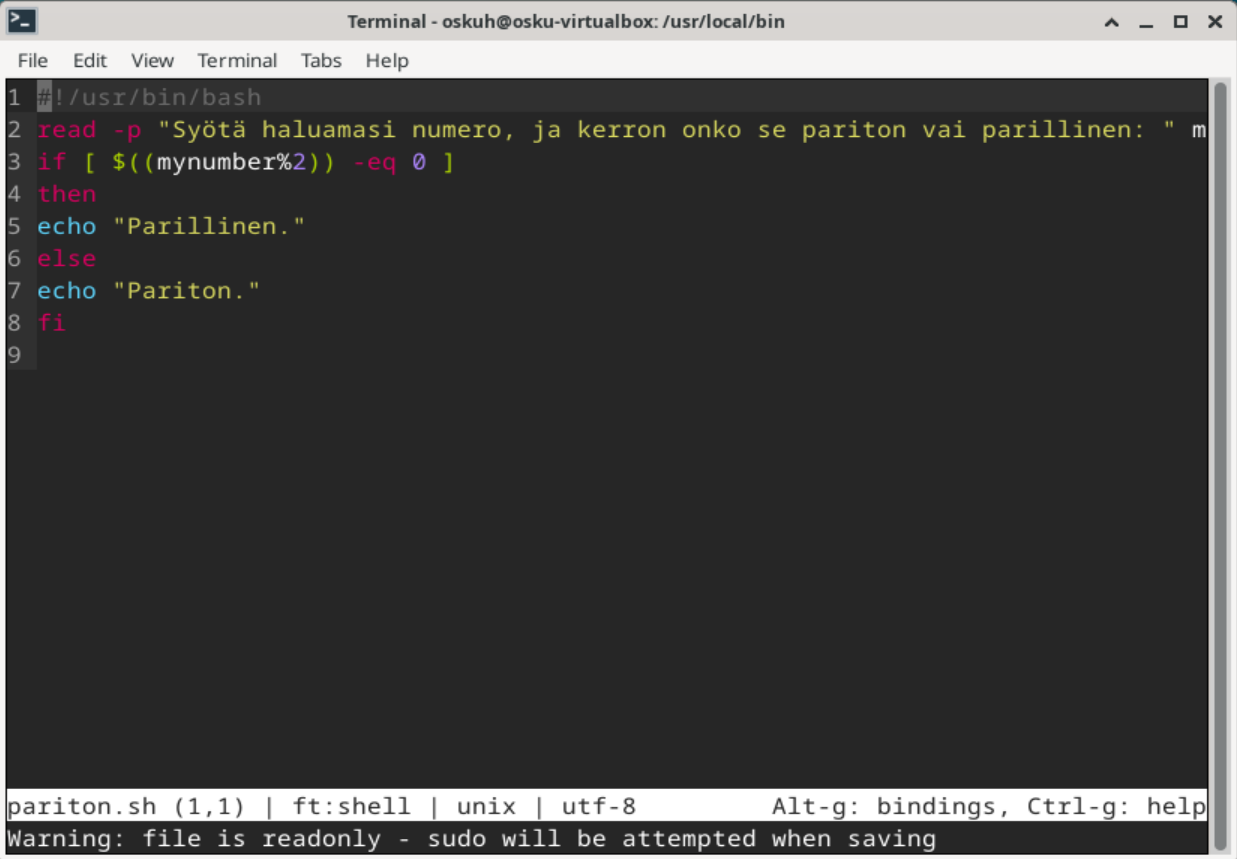 Terminal - oskuh@osku-virtualbox: /usr/local/bin
File Edit View Terminal Tabs Help
1 #!/usr/bin/bash
2 read -p "Syötä haluamasi numero, ja kerron onko se pariton vai parillinen: " m
3 if [ $((mynumber%2)) -eq 0 ]
4 then
5 echo "Parillinen."
6 else
7 echo "Pariton."
8 fi
9
pariton.sh (1,1) | ft:shell | unix | utf-8 Alt-g: bindings, Ctrl-g: help
Warning: file is readonly - sudo will be attempted when saving